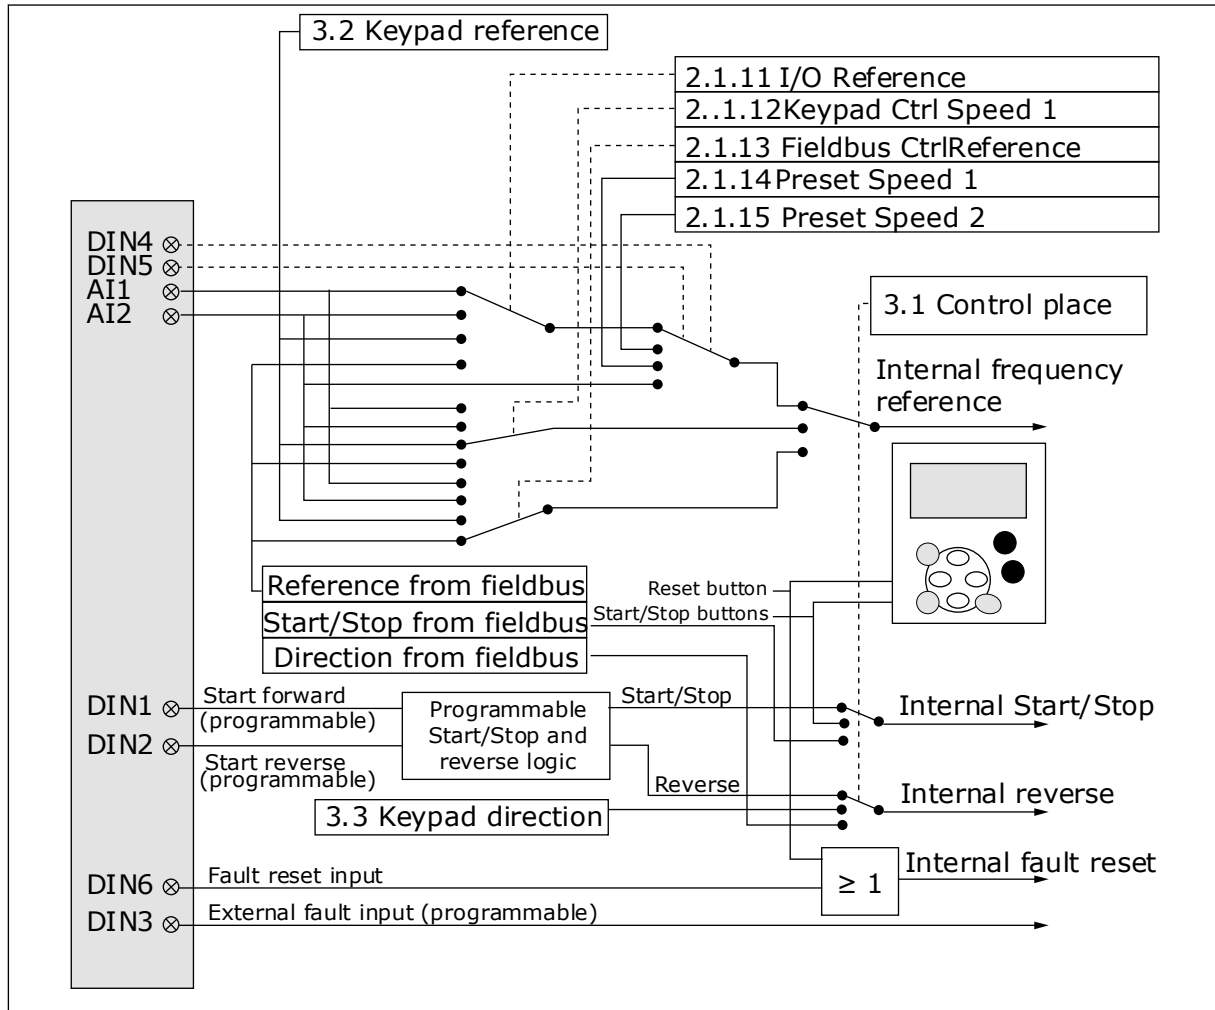 3.2 Keypad reference
2.1.11 I/O Reference
2..1.12Keypad Ctrl Speed 1
2.1.13 Fieldbus CtrlReference
2.1.14Preset Speed 1
2.1.15 Preset Speed 2
DIN4
DIN5
AI1
AI2
3.1 Control place
Internal frequency
reference
Reference from fieldbus
Start/Stop from fieldbus
Direction from fieldbus
Reset button
Start/Stop buttons
DIN1
Start forward
(programmable)
DIN2
Start reverse
(programmable)
Programmable
Start/Stop and
reverse logic
Start/Stop
Internal Start/Stop
Reverse
Internal reverse
3.3 Keypad direction
DIN6
Fault reset input
≥ 1
Internal fault reset
DIN3
External fault input (programmable)